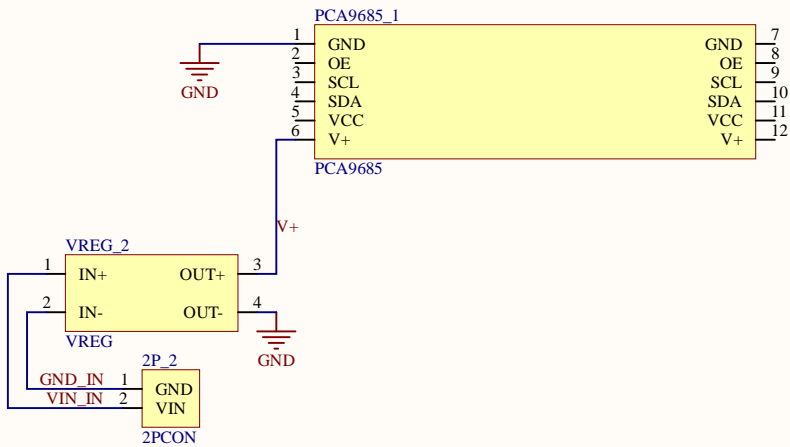 PCA9685_1
1 GND GND 7
2 OE OE 8
3 SCL SCL 9
4 SDA SDA 10
5 VCC VCC 11
6 V+ V+ 12
PCA9685
GND
V+
VREG_2
1 IN+ OUT+ 3
2 IN- OUT- 4
VREG
GND
2P_2
GND_IN 1 GND
VIN_IN 2 VIN
2PCON